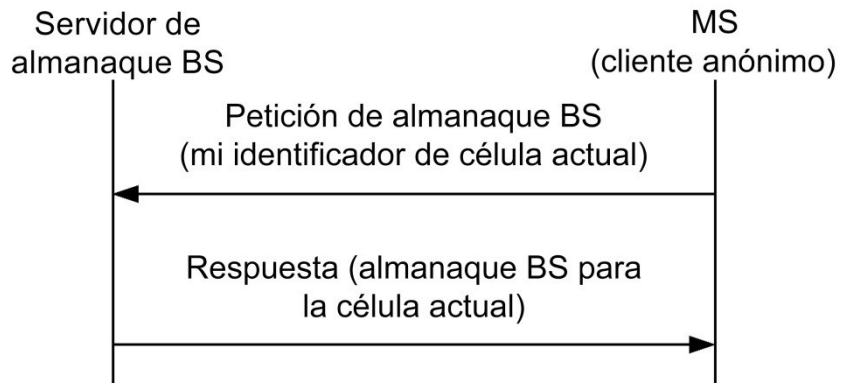 Servidor de
almanaque BS
MS
(cliente anónimo)
Petición de almanaque BS
(mi identificador de célula actual)
Respuesta (almanaque BS para
la célula actual)